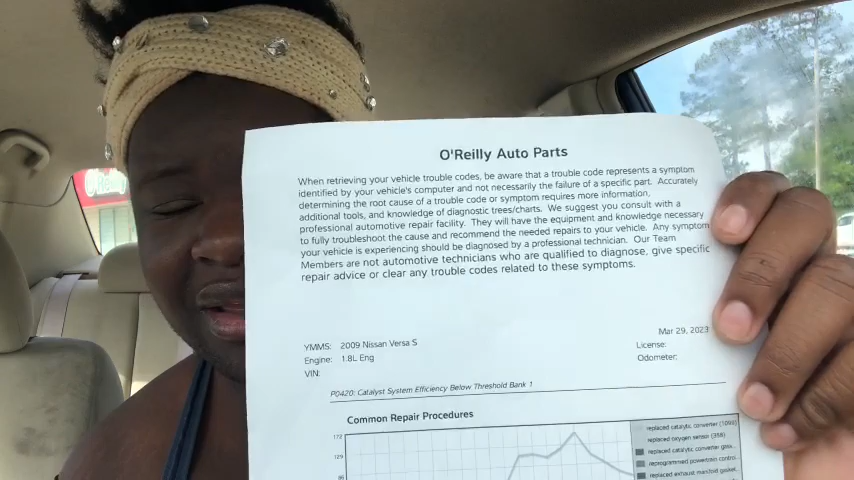 O'Reilly Auto Parts
When retrieving your vehicle trouble codes, be aware that a trouble code represents a symptom
identified by your vehicle's computer and not necessarily the failure of a specific part. Accurately
determining the root cause of a trouble code or symptom requires more information,
additional tools, and knowledge of diagnostic trees/charts. We suggest you consult with a
professional automotive repair facility. They will have the equipment and knowledge necessary
to fully troubleshoot the cause and recommend the needed repairs to your vehicle. Any symptom
your vehicle is experiencing should be diagnosed by a professional technician. Our Team
Members are not automotive technicians who are qualified to diagnose, give specific
repair advice or clear any trouble codes related to these symptoms.
YMMS: 2009 Nissan Versa S
Engine: 1.8L Eng
VIN:
Mar 29, 2023
License:
Odometer:
P0420: Catalyst System Efficiency Below Threshold Bank 1
Common Repair Procedures
172
129
86
replaced catalytic converter
replaced oxygen sensor (356)
replaced catalytic converter
reprogrammed powertrain control
replaced exhaust manifold gasket